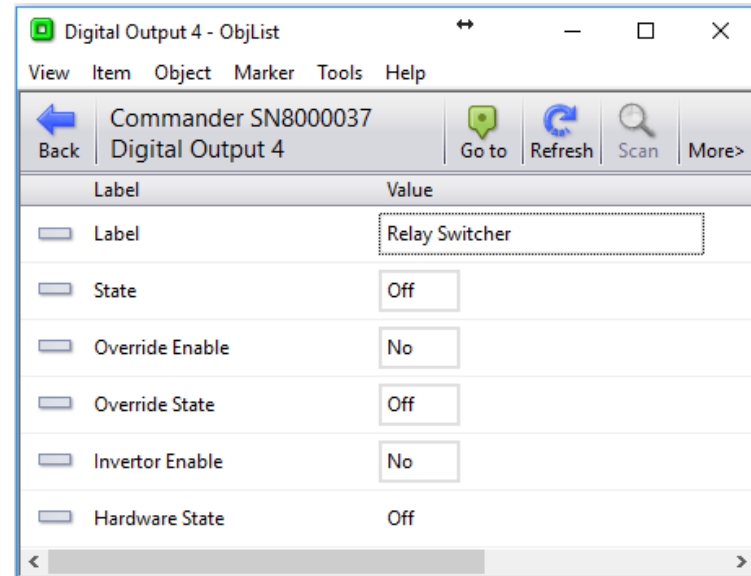 Digital Output 4 - ObjList
View Item Object Marker Tools Help
Back
Commander SN8000037
Digital Output 4
Go to Refresh Scan More>
Label Value
Label Relay Switcher
State Off
Override Enable No
Override State Off
Invertor Enable No
Hardware State Off